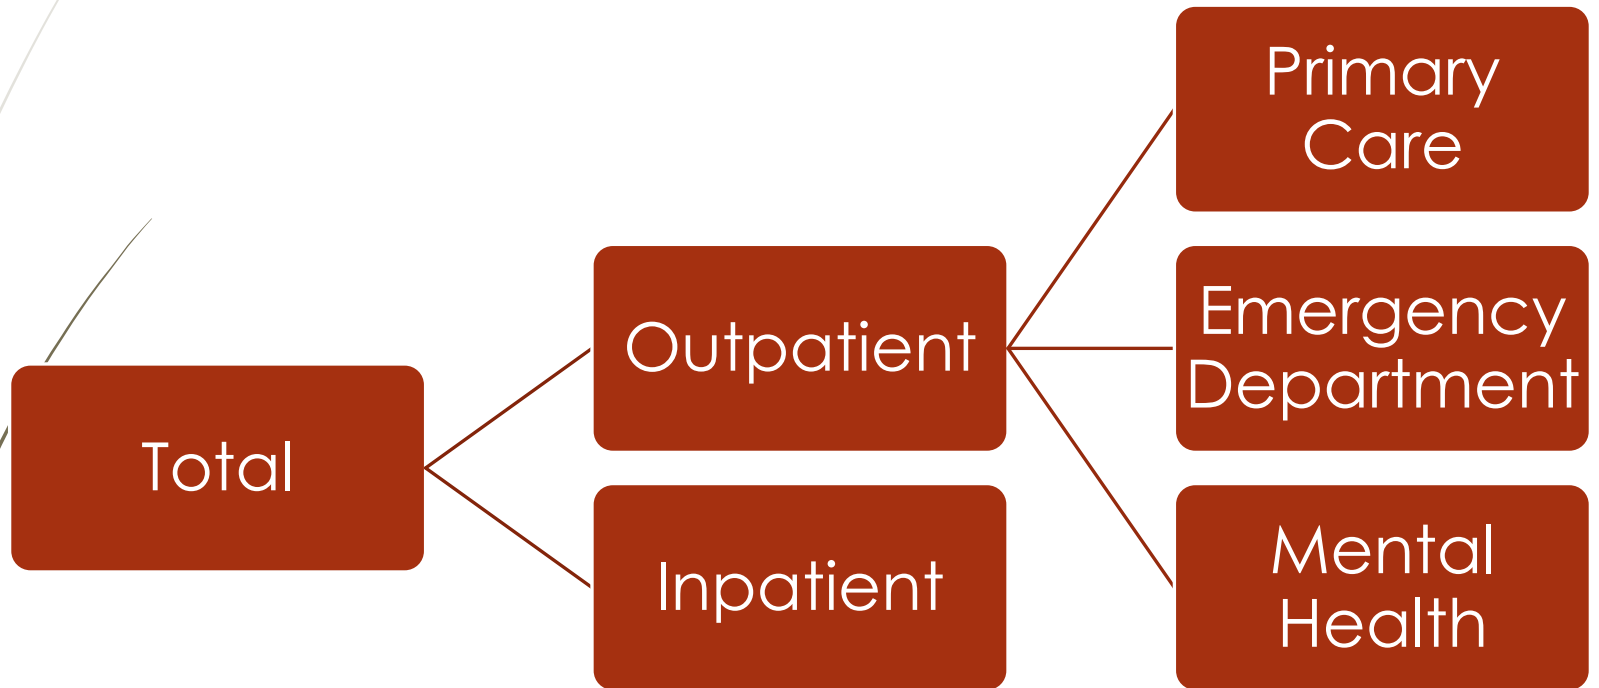 Total
Outpatient
Inpatient
Primary
Care
Emergency
Department
Mental
Health